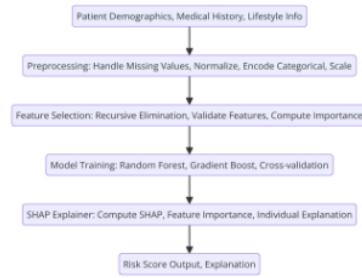 Patient Demographics, Medical History, Lifestyle Info
Preprocessing: Handle Missing Values, Normalize, Encode Categorical, Scale
Feature Selection: Recursive Elimination, Validate Features, Compute Importance
Model Training: Random Forest, Gradient Boost, Cross-validation
SHAP Explainer: Compute SHAP, Feature Importance, Individual Explanation
Risk Score Output, Explanation